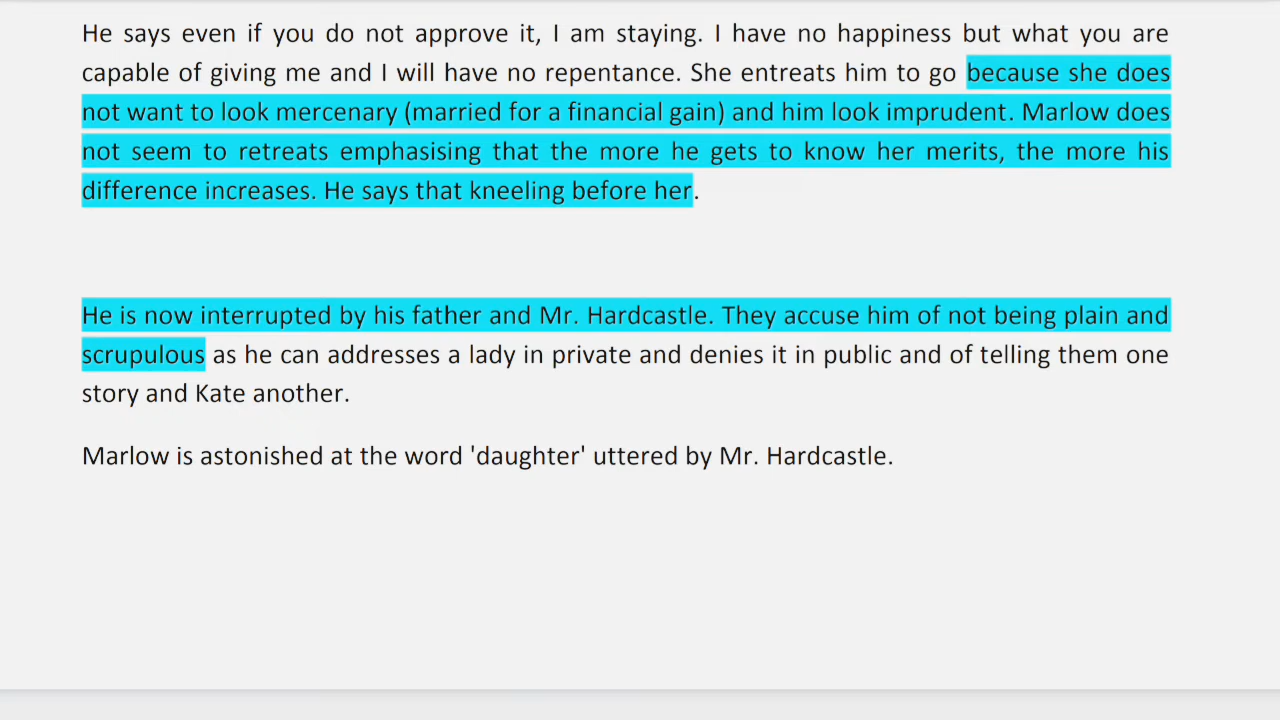 He says even if you do not approve it, I am staying. I have no happiness but what you are
capable of giving me and I will have no repentance. She entreats him to go because she does
not want to look mercenary (married for a financial gain) and him look imprudent. Marlow does
not seem to retreats emphasising that the more he gets to know her merits, the more his
difference increases. He says that kneeling before her.
He is now interrupted by his father and Mr. Hardcastle. They accuse him of not being plain and
scrupulous as he can addresses a lady in private and denies it in public and of telling them one
story and Kate another.
Marlow is astonished at the word 'daughter' uttered by Mr. Hardcastle.